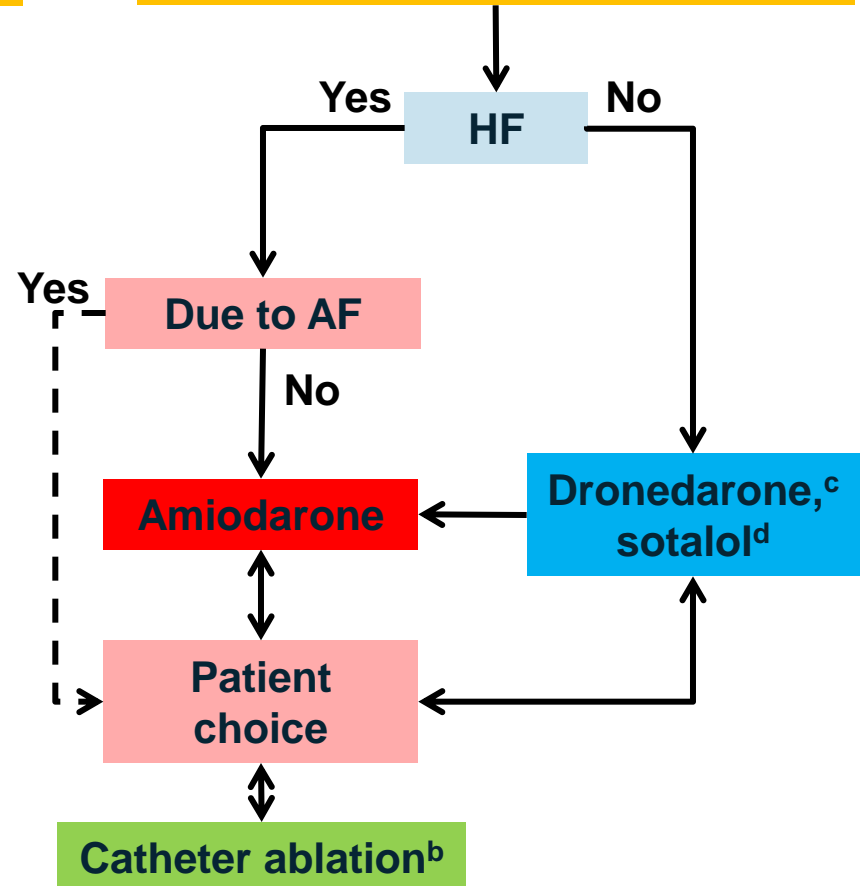 Yes
No
HF
Yes
Due to AF
No
Amiodarone
Dronedarone,ᶜ
sotalolᵈ
Patient
choice
Catheter ablationᵇ